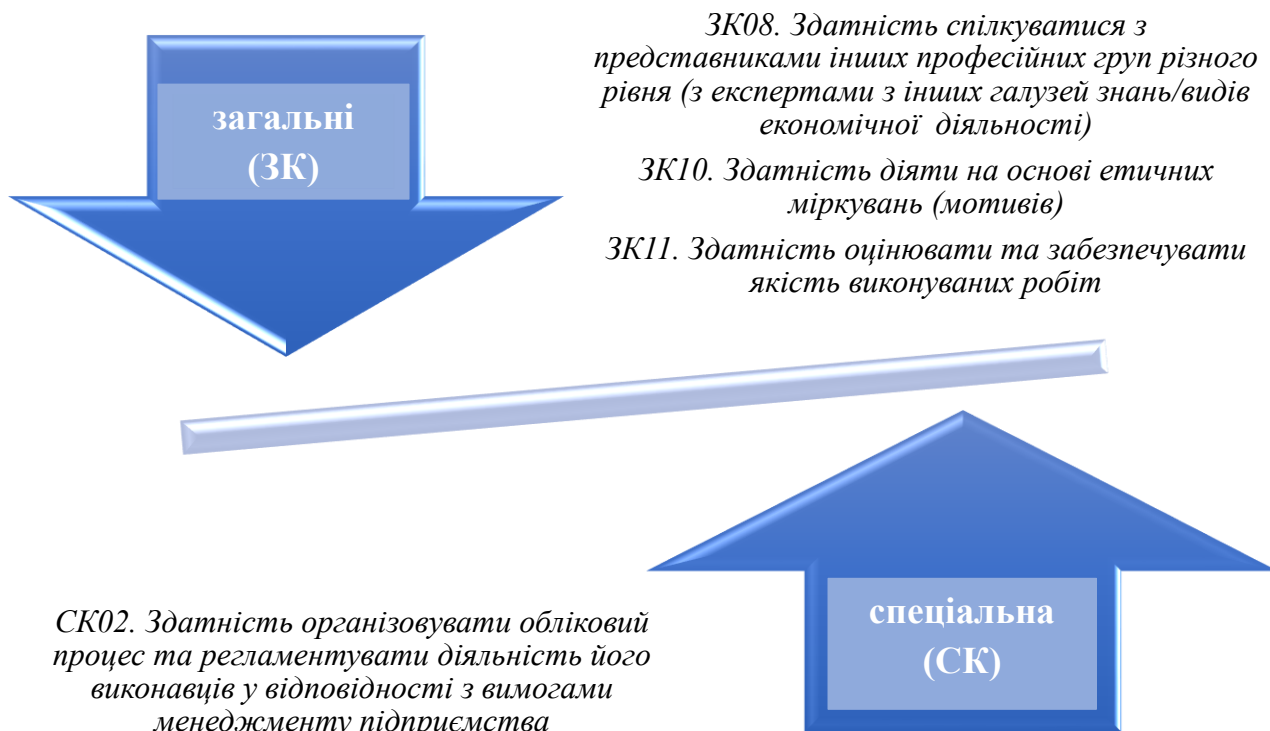 загальні
(ЗК)
ЗК08. Здатність спілкуватися з
представниками інших професійних груп різного
рівня (з експертами з інших галузей знань/видів
економічної діяльності)
ЗК10. Здатність діяти на основі етичних
міркувань (мотивів)
ЗК11. Здатність оцінювати та забезпечувати
якість виконуваних робіт
СК02. Здатність організовувати обліковий
процес та регламентувати діяльність його
виконавців у відповідності з вимогами
менеджменту підприємства
спеціальна
(СК)